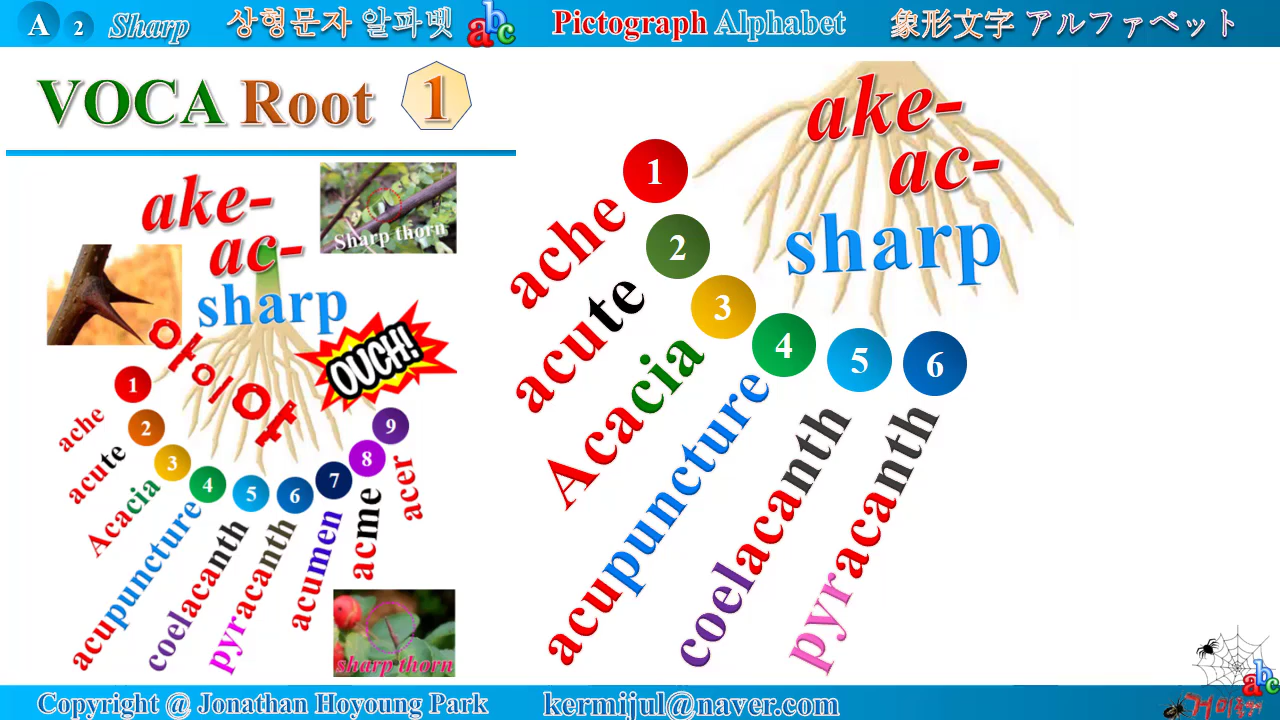 A 2 Sharp 상형문자 알파벳 abc Pictograph Alphabet 象形文字 アルファベット
VOCA Root 1
ake-
ac-
sharp
Sharp thorn
아이야
OUCH!
1 ache
2 acute
3 Acacia
4 acupuncture
5 coelacanth
6 pyracanth
7 acumen
8 acme
9 acer
sharp thorn
ake-
ac-
sharp
1 ache
2 acute
3 Acacia
4 acupuncture
5 coelacanth
6 pyracanth
abc
Copyright @ Jonathan Hoyoung Park kermijul@naver.com